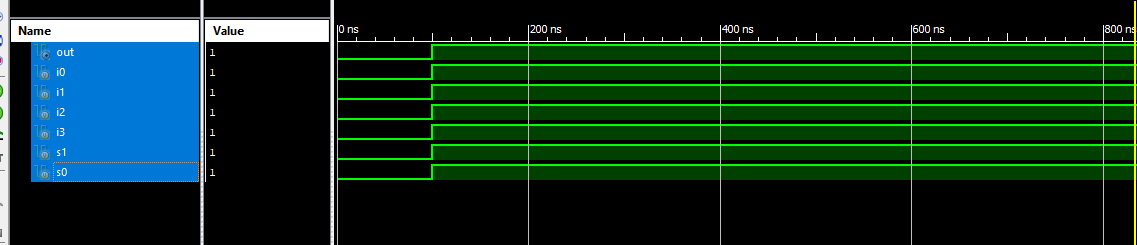 Name Value 0 ns 200 ns 400 ns 600 ns 800 ns
out 1
i0 1
i1 1
i2 1
i3 1
s1 1
s0 1